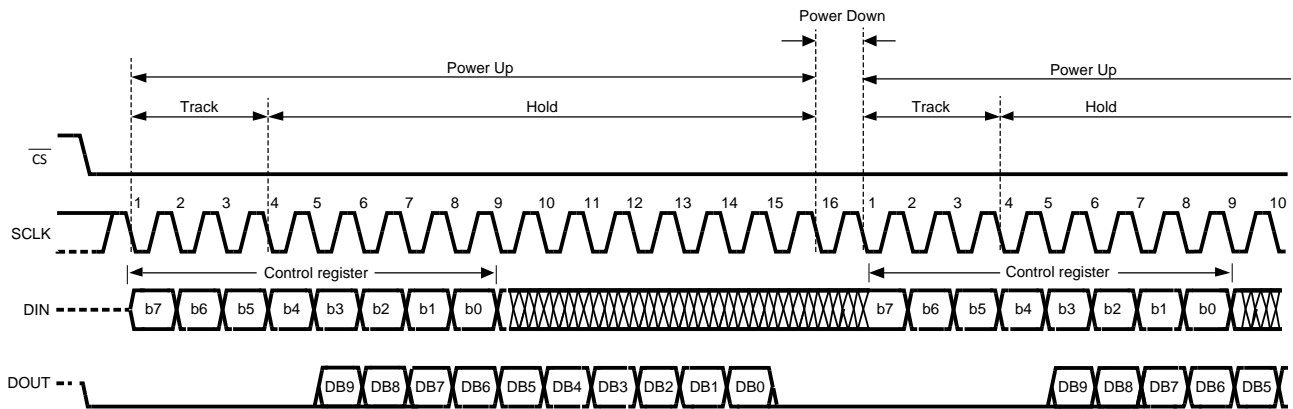 Power Down
Power Up Power Up
Track Hold Track Hold
CS
1 2 3 4 5 6 7 8 9 10 11 12 13 14 15 16 1 2 3 4 5 6 7 8 9 10
SCLK
Control register Control register
DIN b7 b6 b5 b4 b3 b2 b1 b0 b7 b6 b5 b4 b3 b2 b1 b0
DOUT DB9 DB8 DB7 DB6 DB5 DB4 DB3 DB2 DB1 DB0 DB9 DB8 DB7 DB6 DB5